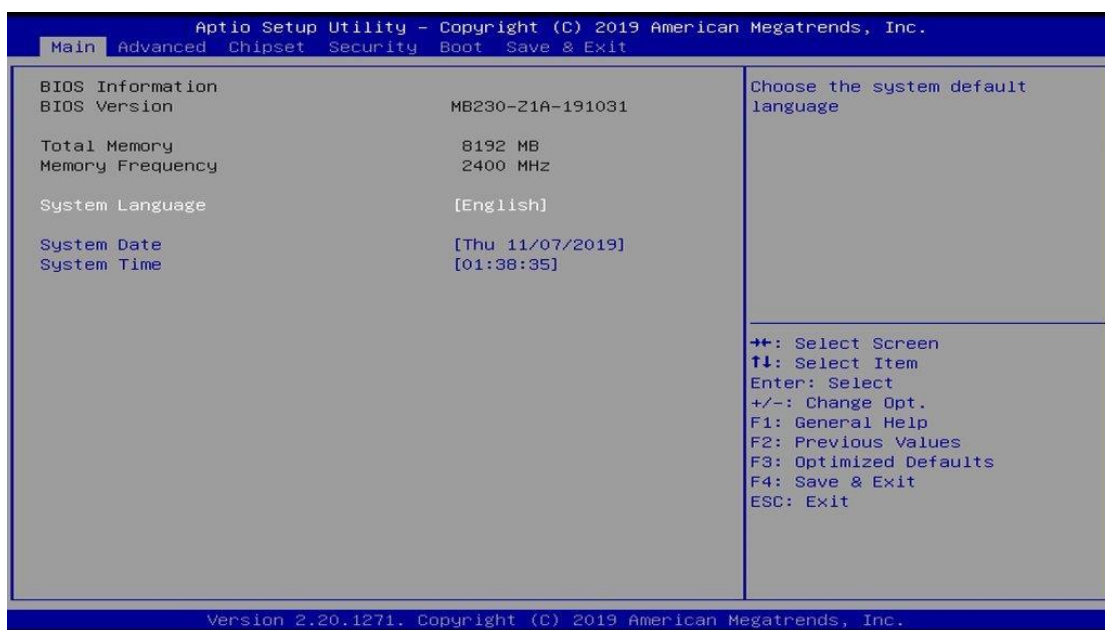 Aptio Setup Utility – Copyright (C) 2019 American Megatrends, Inc.
Main Advanced Chipset Security Boot Save & Exit
BIOS Information
BIOS Version MB230-Z1A-191031
Total Memory 8192 MB
Memory Frequency 2400 MHz
System Language [English]
System Date [Thu 11/07/2019]
System Time [01:38:35]
Choose the system default
language
→←: Select Screen
↑↓: Select Item
Enter: Select
+/-: Change Opt.
F1: General Help
F2: Previous Values
F3: Optimized Defaults
F4: Save & Exit
ESC: Exit
Version 2.20.1271. Copyright (C) 2019 American Megatrends, Inc.